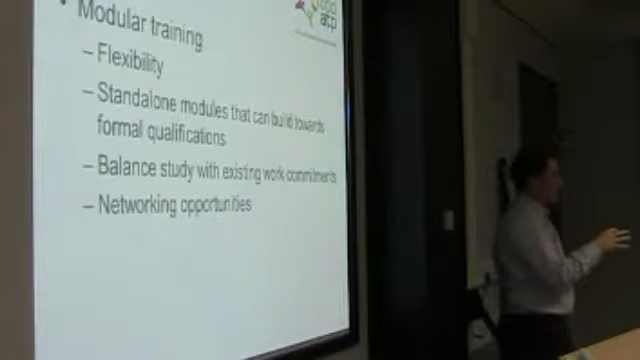 • Modular training
– Flexibility
– Standalone modules that can build towards
formal qualifications
– Balance study with existing work commitments
– Networking opportunities
atp